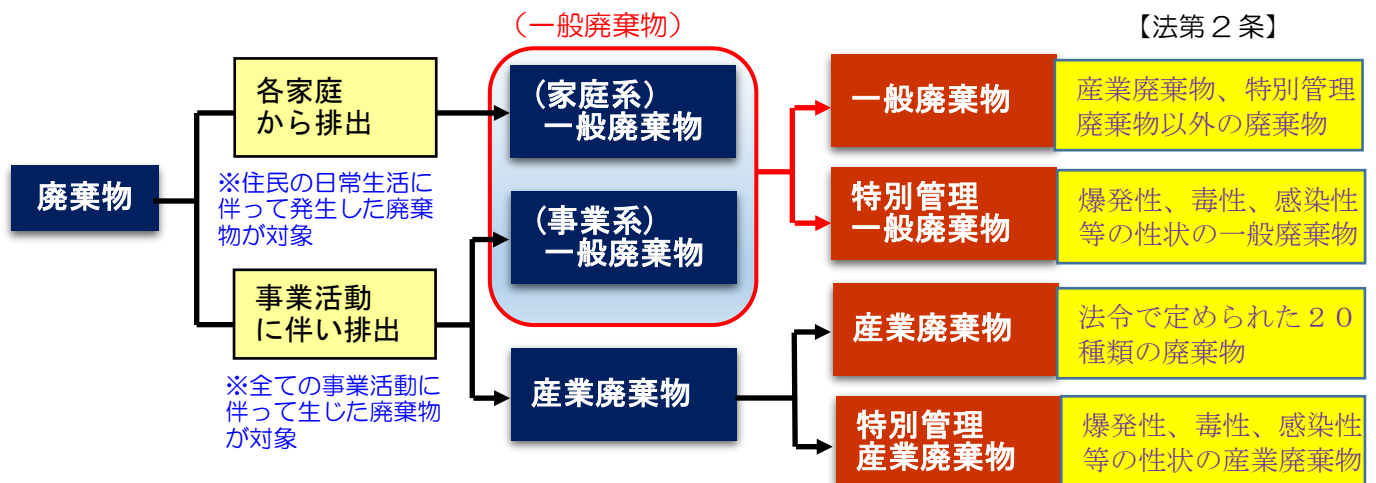 （一般廃棄物）
【法第２条】
廃棄物
各家庭
から排出
※住民の日常生活に
伴って発生した廃棄
物が対象
事業活動
に伴い排出
※全ての事業活動に
伴って生じた廃棄物
が対象
（家庭系）
一般廃棄物
（事業系）
一般廃棄物
産業廃棄物
一般廃棄物
産業廃棄物、特別管理
廃棄物以外の廃棄物
特別管理
一般廃棄物
爆発性、毒性、感染性
等の性状の一般廃棄物
産業廃棄物
法令で定められた２０
種類の廃棄物
特別管理
産業廃棄物
爆発性、毒性、感染性
等の性状の産業廃棄物